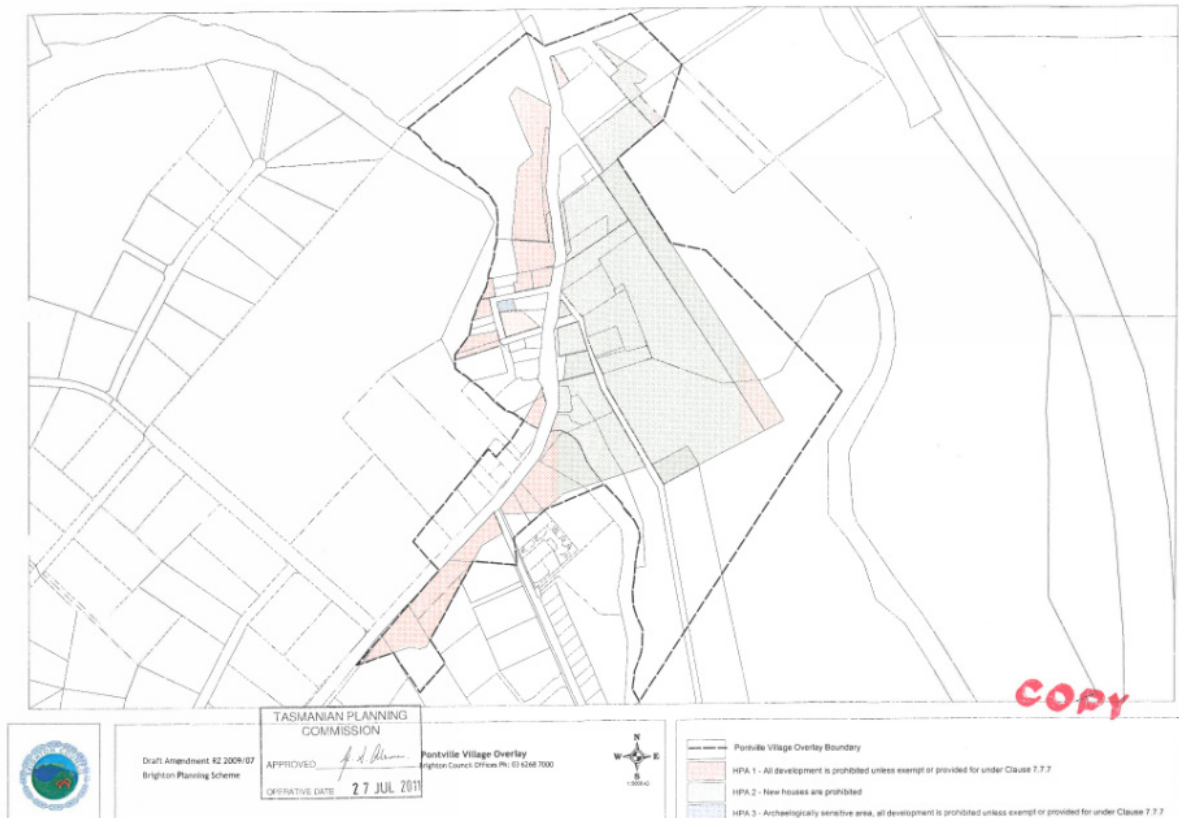 COPY
TASMANIAN PLANNING
COMMISSION
APPROVED
OPERATIVE DATE 27 JUL 2011
Draft Amendment R2 2009/07
Brighton Planning Scheme
Pontville Village Overlay
Brighton Council Offices Ph: 03 6268 7000
N
W E
S
Pontville Village Overlay Boundary
HPA 1 - All development is prohibited unless exempt or provided for under Clause 7.7.7
HPA 2 - New houses are prohibited
HPA 3 - Archaeologically sensitive area, all development is prohibited unless exempt or provided for under Clause 7.7.7